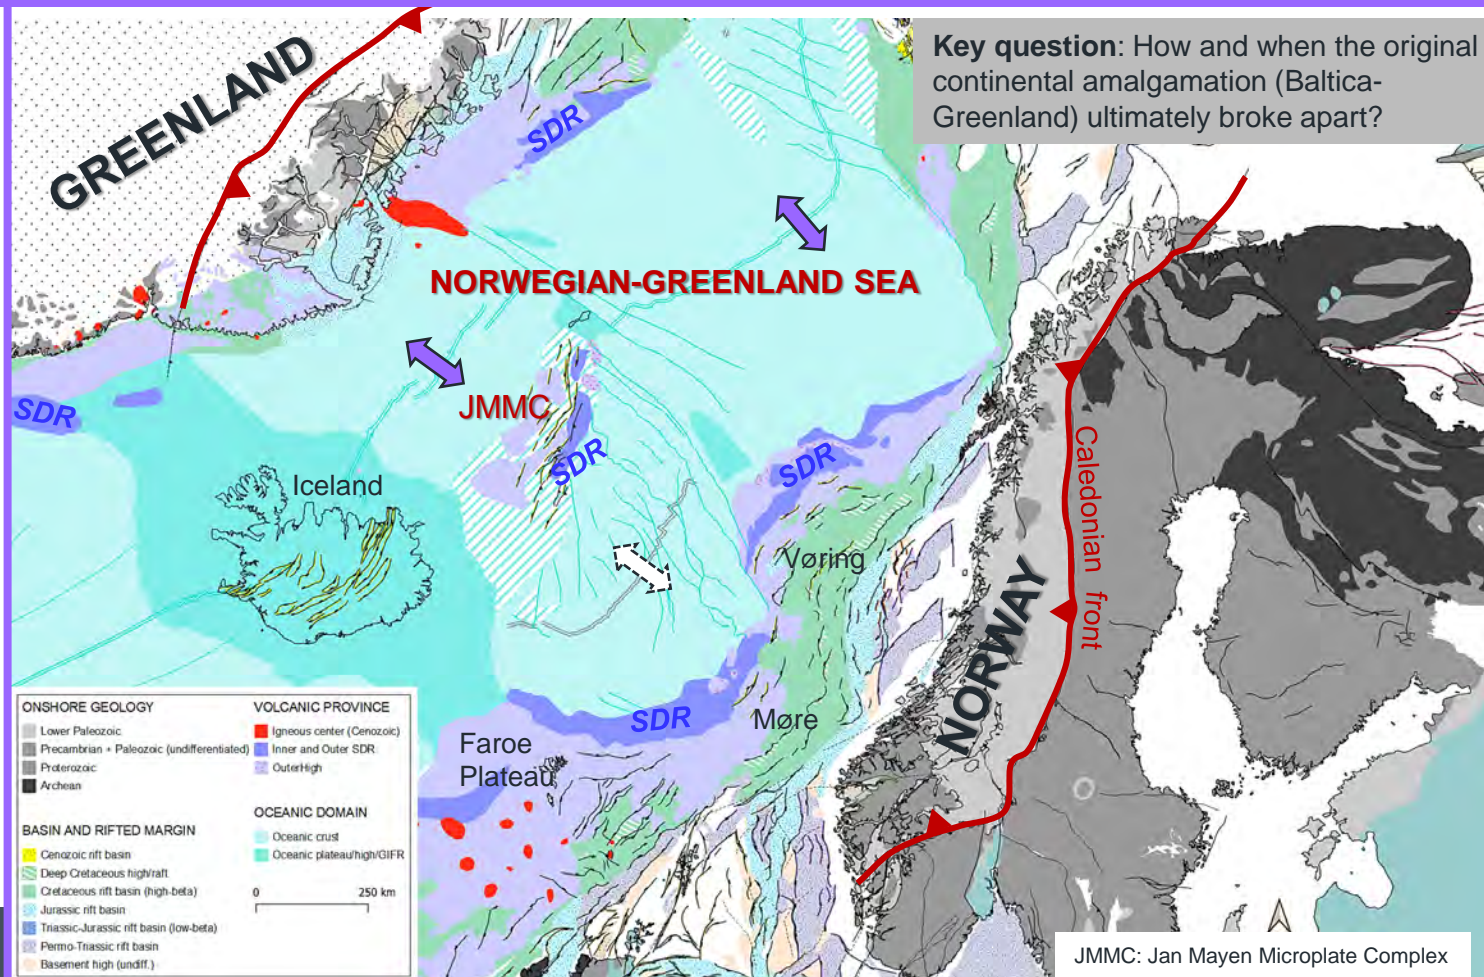 Key question: How and when the original
continental amalgamation (Baltica-
Greenland) ultimately broke apart?
GREENLAND
SDR
NORWEGIAN-GREENLAND SEA
SDR
JMMC
SDR
SDR
Iceland
Vøring
Caledonian front
NORWAY
SDR
Møre
Faroe
Plateau
ONSHORE GEOLOGY
Lower Paleozoic
Precambrian + Paleozoic (undifferentiated)
Proterozoic
Archean
BASIN AND RIFTED MARGIN
Cenozoic rift basin
Deep Cretaceous high/raft
Cretaceous rift basin (high-beta)
Jurassic rift basin
Triassic-Jurassic rift basin (low-beta)
Permo-Triassic rift basin
Basement high (undiff.)
VOLCANIC PROVINCE
Igneous center (Cenozoic)
Inner and Outer SDR
OuterHigh
OCEANIC DOMAIN
Oceanic crust
Oceanic plateau/high/GIFR
0 250 km
JMMC: Jan Mayen Microplate Complex